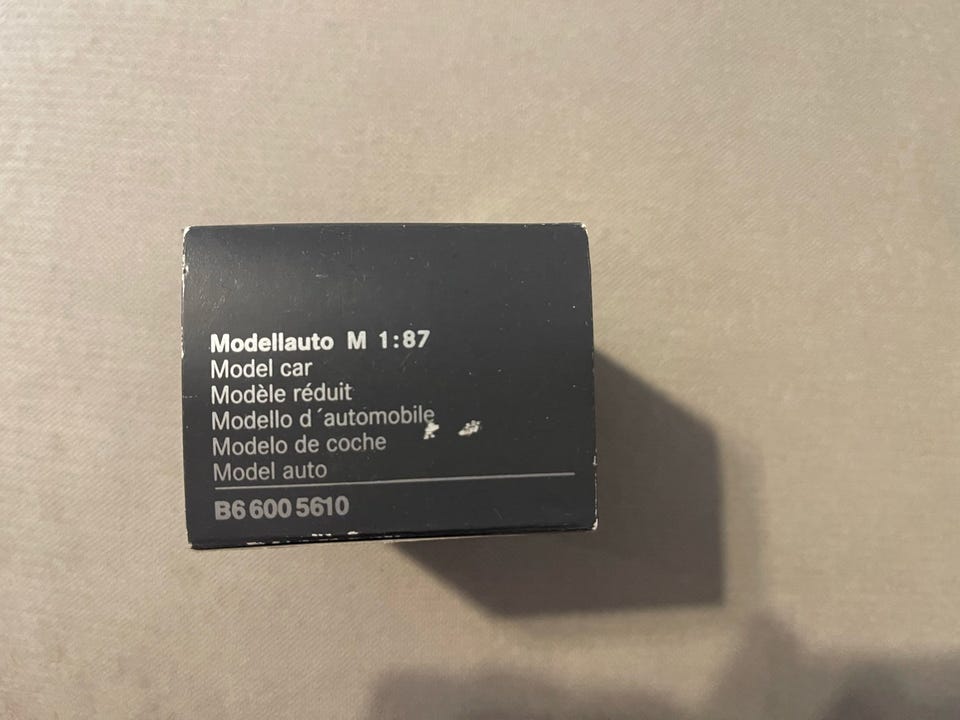 Modellauto M 1:87
Model car
Modèle réduit
Modello d´automobile
Modelo de coche
Model auto
B6 600 5610